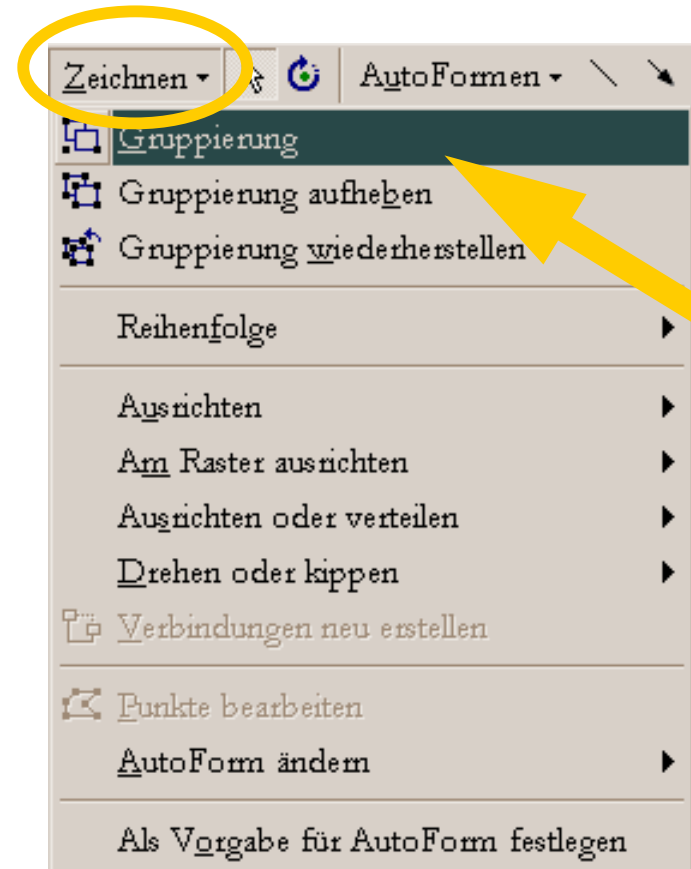 Zeichnen AutoFormen
Gruppierung
Gruppierung aufheben
Gruppierung wiederherstellen
Reihenfolge
Ausrichten
Am Raster ausrichten
Ausrichten oder verteilen
Drehen oder kippen
Verbindungen neu erstellen
Punkte bearbeiten
AutoForm ändern
Als Vorgabe für AutoForm festlegen